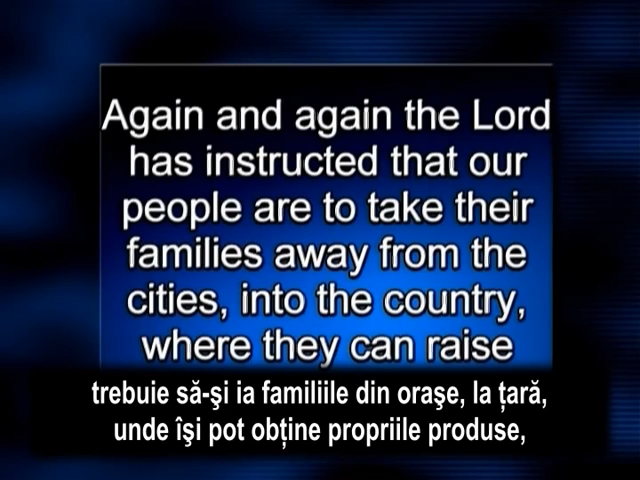 Again and again the Lord
has instructed that our
people are to take their
families away from the
cities, into the country,
where they can raise
trebuie să-şi ia familiile din oraşe, la ţară,
unde îşi pot obţine propriile produse,